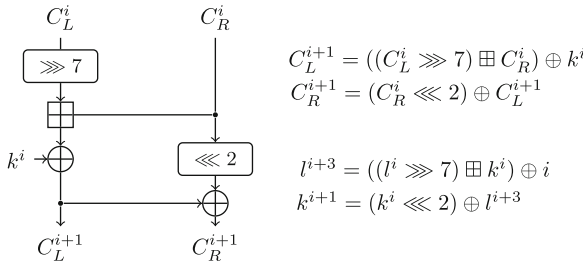 C_L^i
C_R^i
⋙ 7
k^i
⋘ 2
C_L^{i+1}
C_R^{i+1}
C_L^{i+1} = ((C_L^i ⋙ 7) ⊞ C_R^i) ⊕ k^i
C_R^{i+1} = (C_R^i ⋘ 2) ⊕ C_L^{i+1}
l^{i+3} = ((l^i ⋙ 7) ⊞ k^i) ⊕ i
k^{i+1} = (k^i ⋘ 2) ⊕ l^{i+3}